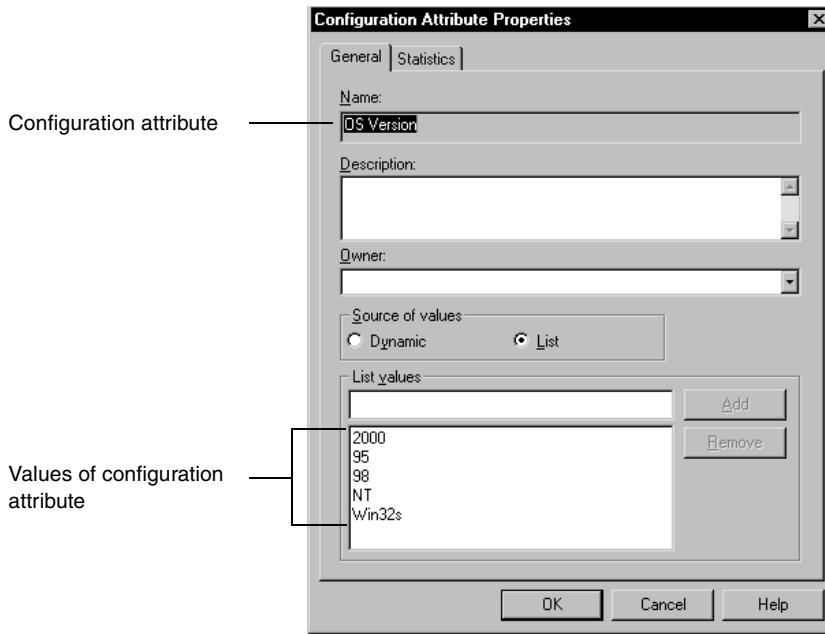 Configuration Attribute Properties
General Statistics
Name:
Configuration attribute
OS Version
Description:
Owner:
Source of values
Dynamic List
List values
Add
2000
Remove
95
98
Values of configuration
attribute
NT
Win32s
OK Cancel Help